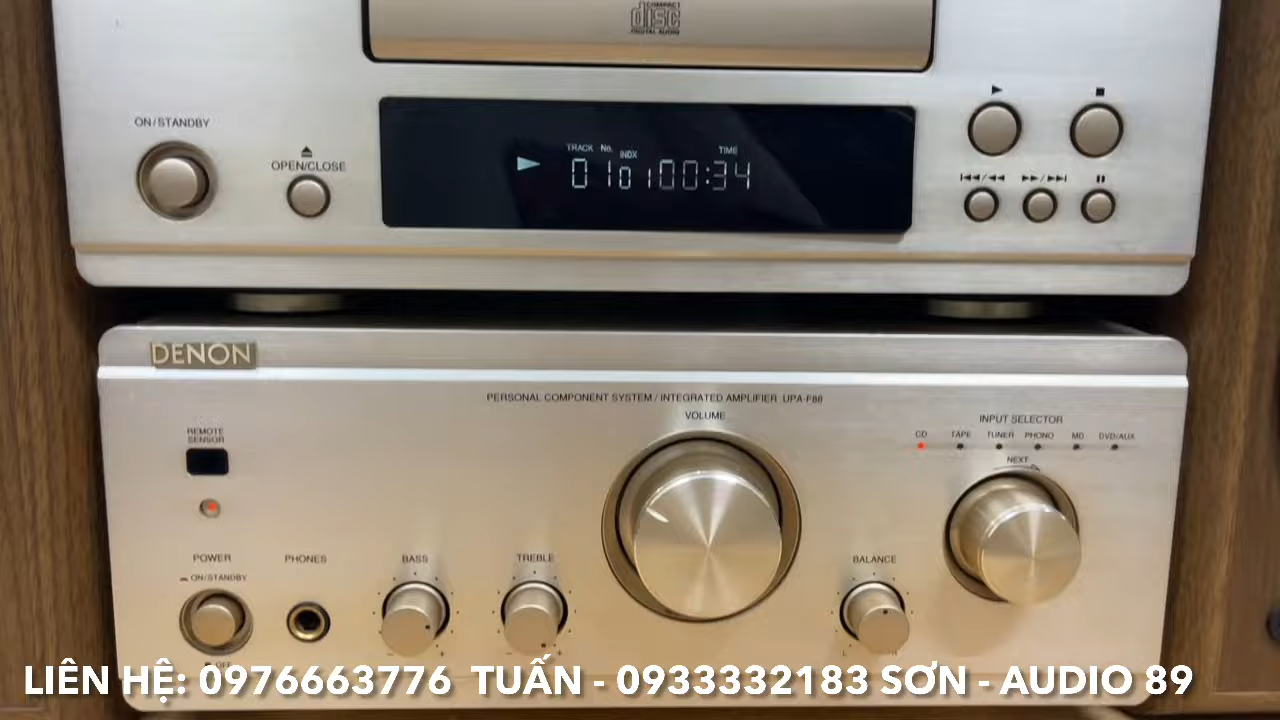 COMPACT
disc
DIGITAL AUDIO
ON/STANDBY
OPEN/CLOSE
TRACK No. INDX TIME
01 01 00:34
DENON
PERSONAL COMPONENT SYSTEM / INTEGRATED AMPLIFIER UPA-F88
VOLUME
INPUT SELECTOR
CD TAPE TUNER PHONO MD DVD/AUX
NEXT
REMOTE
SENSOR
POWER
ON/STANDBY
OFF
PHONES
BASS
TREBLE
BALANCE
LIÊN HỆ: 0976663776 TUẤN - 0933332183 SƠN - AUDIO 89